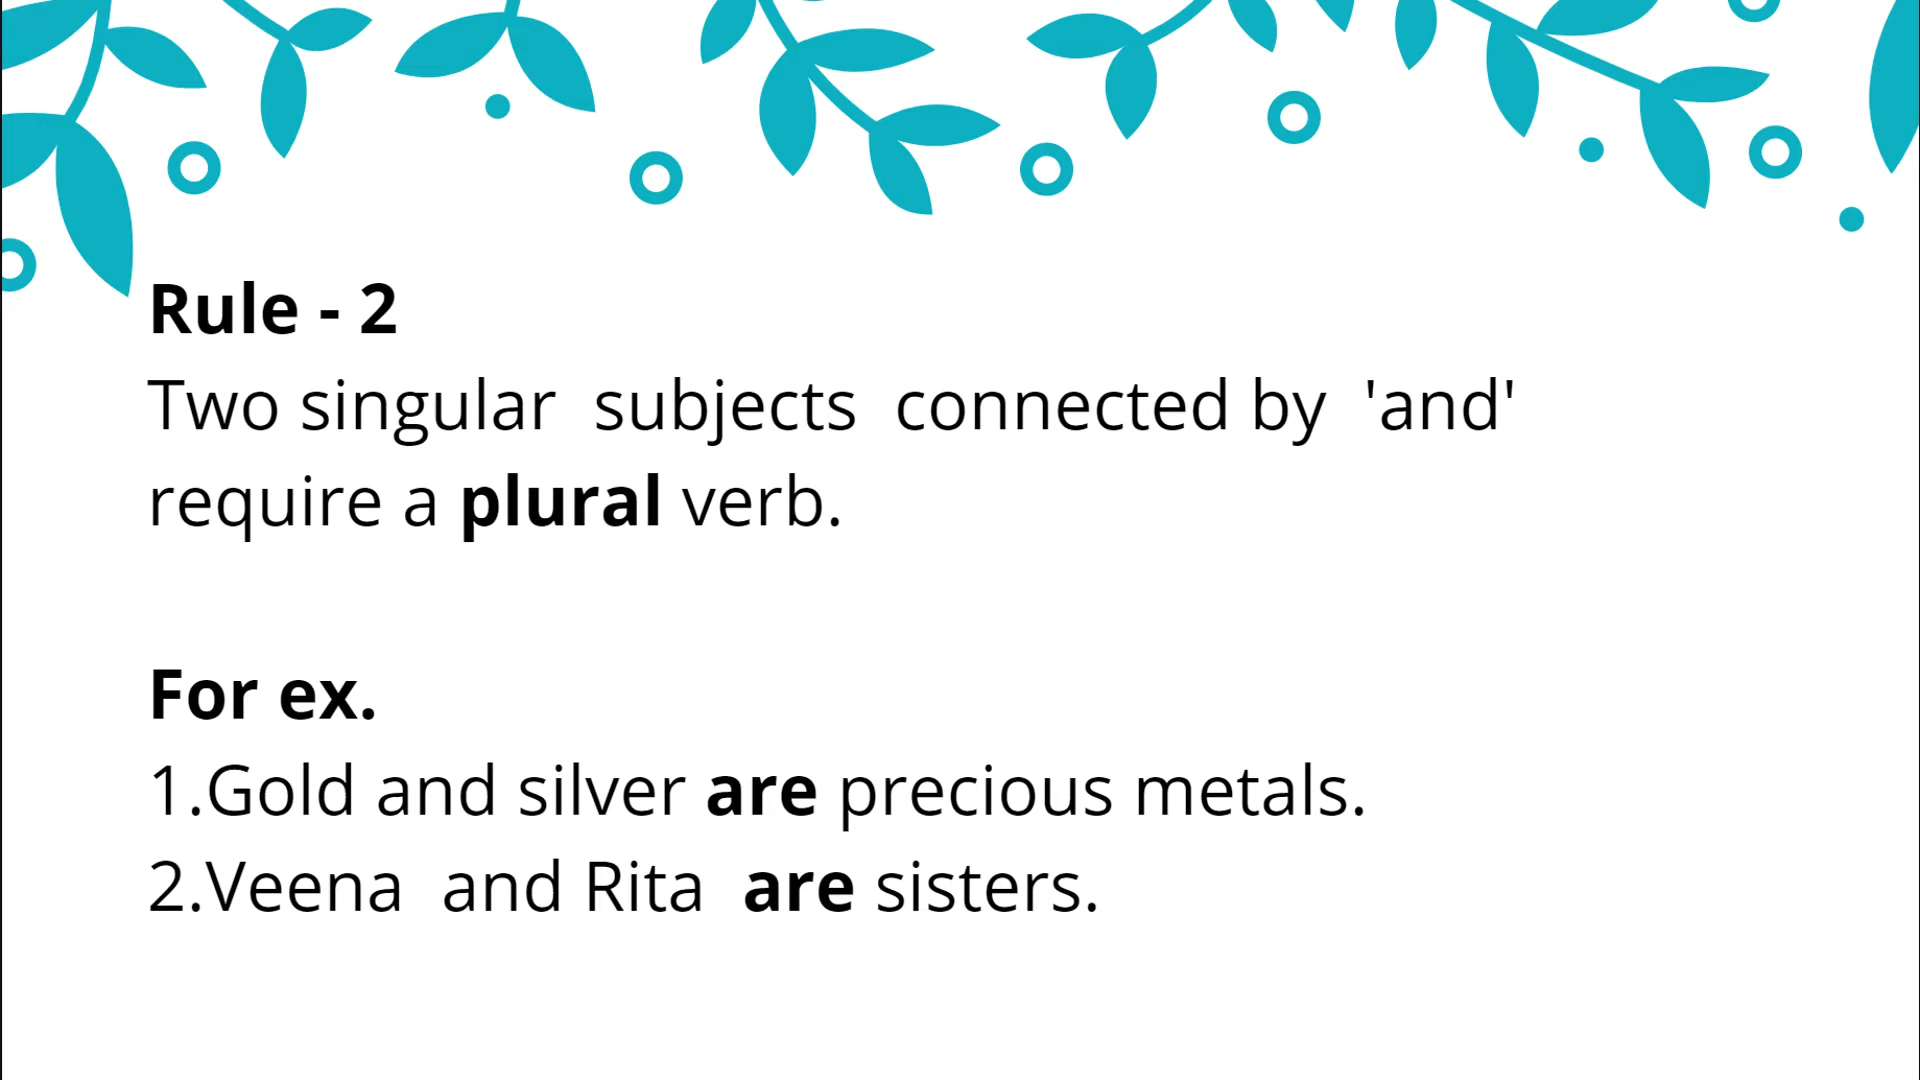 Rule - 2
Two singular subjects connected by 'and'
require a plural verb.
For ex.
1.Gold and silver are precious metals.
2.Veena and Rita are sisters.